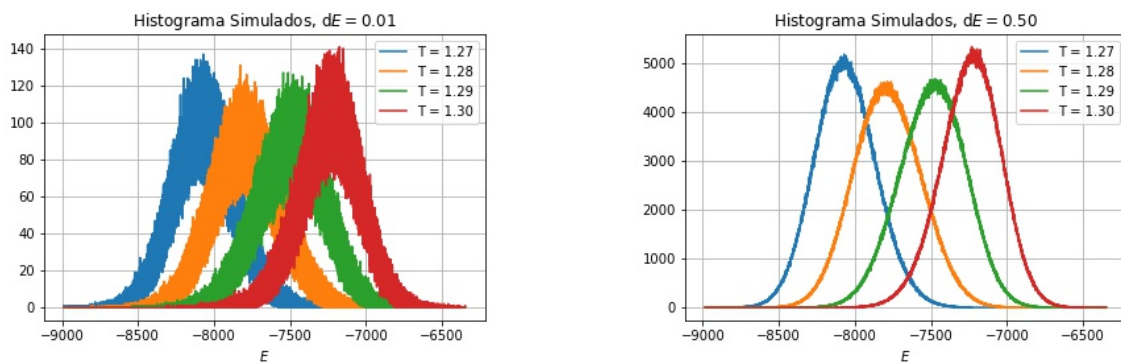 Histograma Simulados, dE = 0.01
140
120
100
80
60
40
20
0
T = 1.27
T = 1.28
T = 1.29
T = 1.30
−9000 −8500 −8000 −7500 −7000 −6500
E
Histograma Simulados, dE = 0.50
5000
4000
3000
2000
1000
0
T = 1.27
T = 1.28
T = 1.29
T = 1.30
−9000 −8500 −8000 −7500 −7000 −6500
E